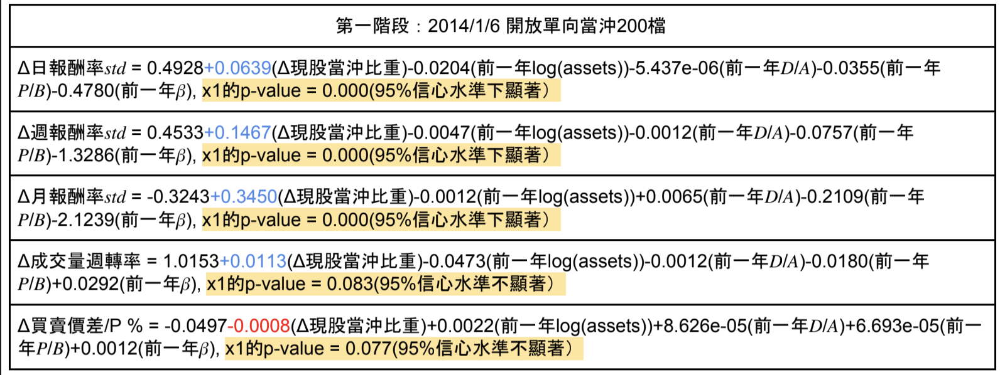 第一階段：2014/1/6 開放單向當沖200檔
Δ日報酬率std = 0.4928+0.0639(Δ現股當沖比重)-0.0204(前一年log(assets))-5.437e-06(前一年D/A)-0.0355(前一年
P/B)-0.4780(前一年β), x1的p-value = 0.000(95%信心水準下顯著）
Δ週報酬率std = 0.4533+0.1467(Δ現股當沖比重)-0.0047(前一年log(assets))-0.0012(前一年D/A)-0.0757(前一年
P/B)-1.3286(前一年β), x1的p-value = 0.000(95%信心水準下顯著）
Δ月報酬率std = -0.3243+0.3450(Δ現股當沖比重)-0.0012(前一年log(assets))+0.0065(前一年D/A)-0.2109(前一年
P/B)-2.1239(前一年β), x1的p-value = 0.000(95%信心水準下顯著）
Δ成交量週轉率 = 1.0153+0.0113(Δ現股當沖比重)-0.0473(前一年log(assets))-0.0012(前一年D/A)-0.0180(前一年
P/B)+0.0292(前一年β), x1的p-value = 0.083(95%信心水準不顯著）
Δ買賣價差/P % = -0.0497-0.0008(Δ現股當沖比重)+0.0022(前一年log(assets))+8.626e-05(前一年D/A)+6.693e-05(前一
年P/B)+0.0012(前一年β), x1的p-value = 0.077(95%信心水準不顯著）